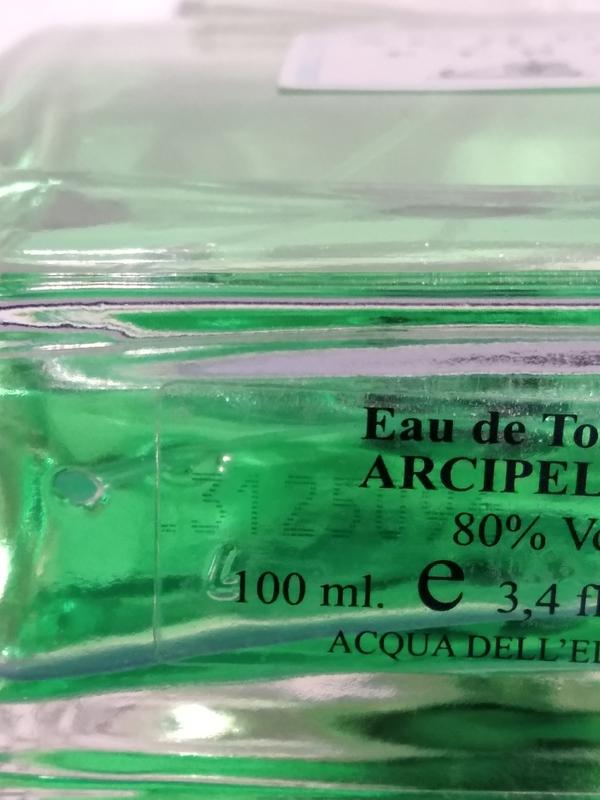 Eau de To
ARCIPEL
80% Vo
100 ml. e 3,4 fl
ACQUA DELL'EL